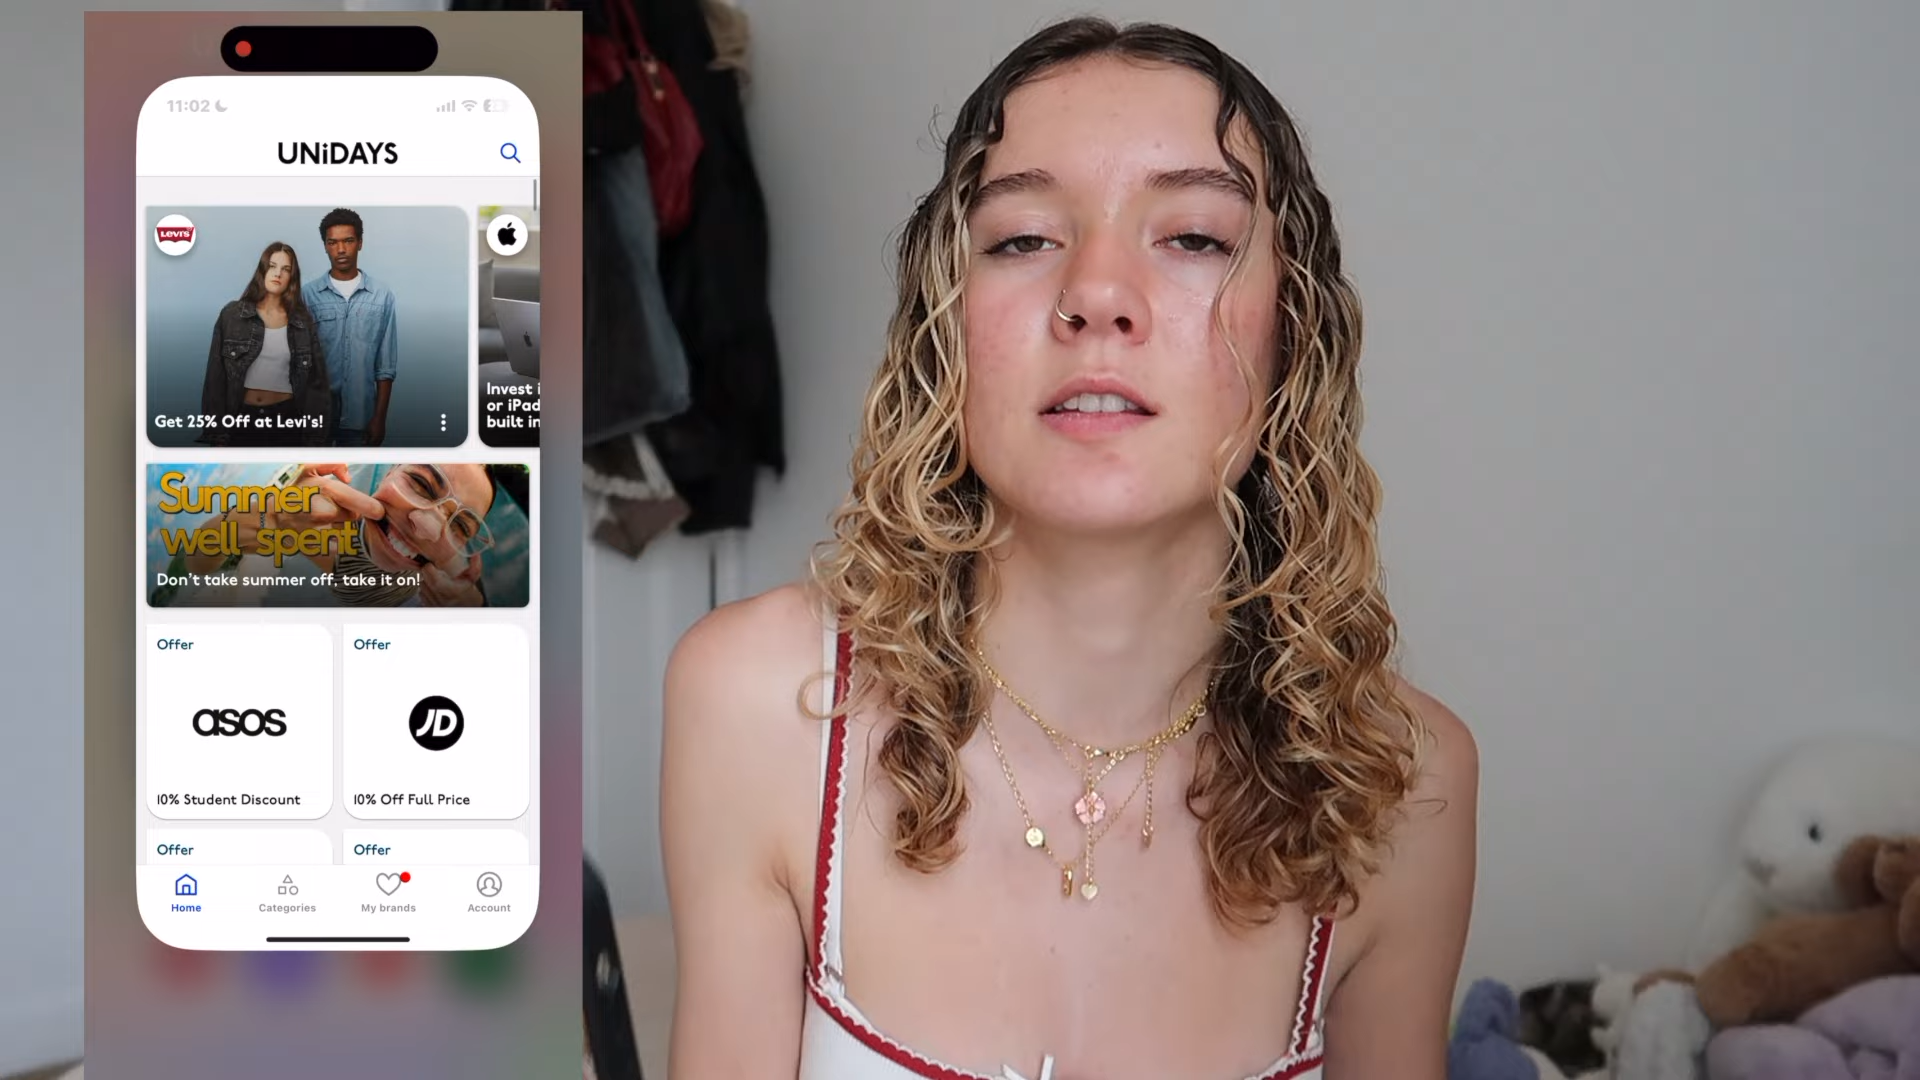 11:02
UNiDAYS
Levi's
Get 25% Off at Levi's!
Invest i
or iPad
built in
Summer
well spent
Don't take summer off, take it on!
Offer
Offer
asos
JD
10% Student Discount
10% Off Full Price
Offer
Offer
Home
Categories
My brands
Account